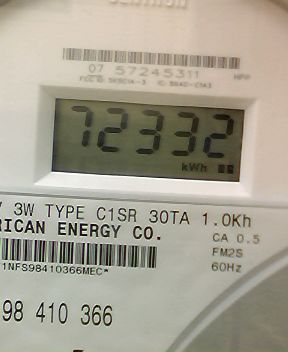 07 57245311
72332
kWh
3W TYPE C1SR 30TA 1.0Kh
RICAN ENERGY CO.
CA 0.5
FM2S
60Hz
1NFS98410366MEC*
98 410 366